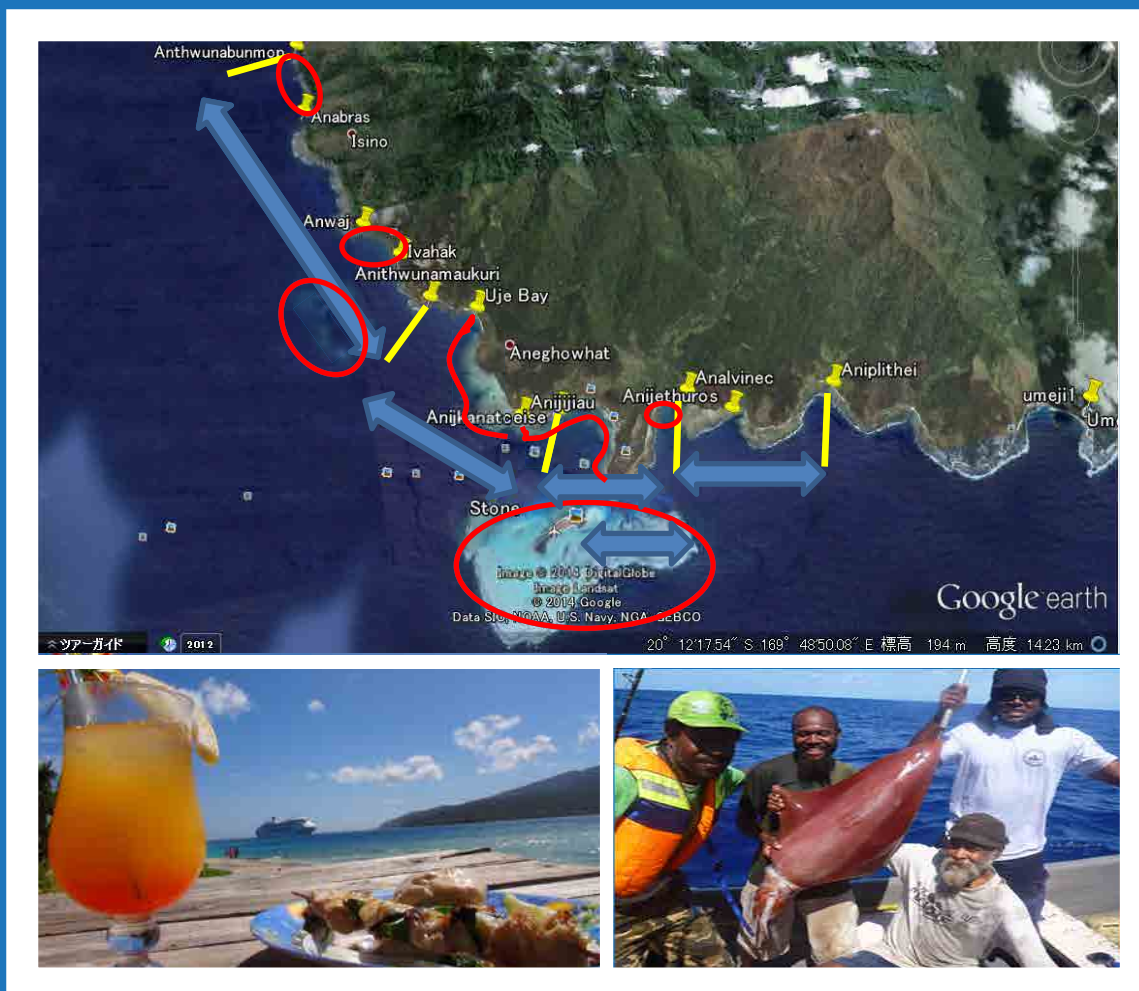 Anthwunabunmop
Anabras
Isino
Anwaj
Ivahak
Anithwunamaukuri
Uje Bay
Aneghowhat
Aniplithei
Analvinec
Anijethuros
umeji1
Ume
Anijijiau
Anijkanatceise
Stone
Image © 2014 DigitalGlobe
Image Landsat
© 2014 Google
Data SIO, NOAA, U.S. Navy, NGA, GEBCO
Google earth
ツアーガイド
2012
20° 12'17.54" S 169° 48'50.08" E 標高 194 m 高度 14.23 km